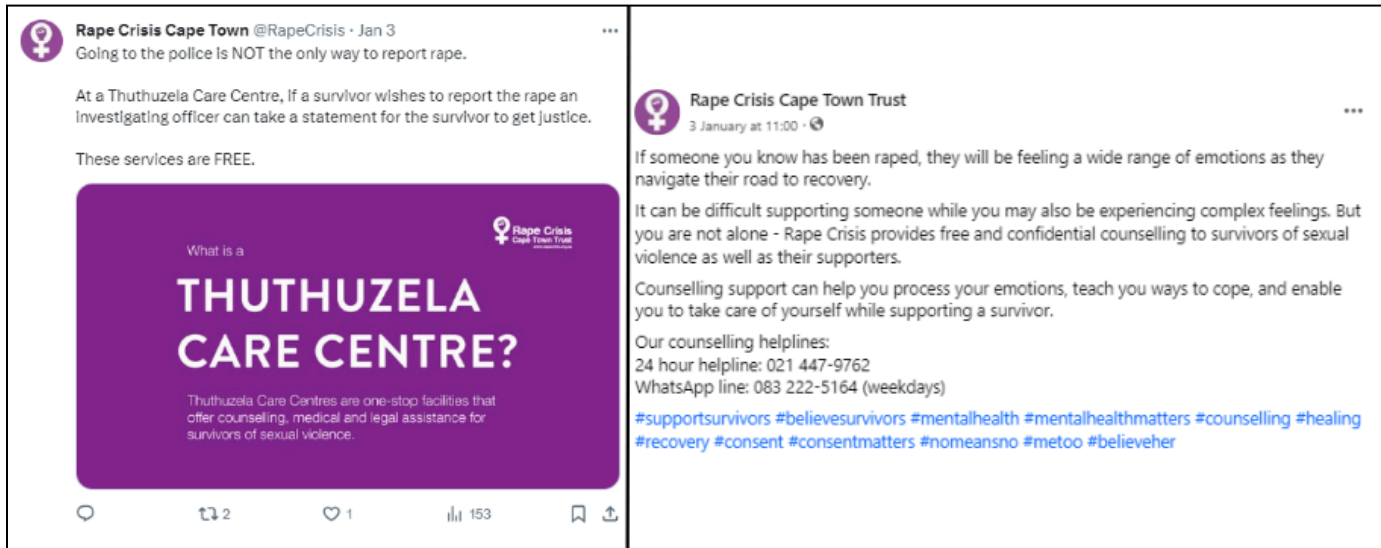 Rape Crisis Cape Town @RapeCrisis · Jan 3
Going to the police is NOT the only way to report rape.
At a Thuthuzela Care Centre, if a survivor wishes to report the rape an
investigating officer can take a statement for the survivor to get justice.
These services are FREE.
Rape Crisis
Cape Town Trust
What is a
THUTHUZELA
CARE CENTRE?
Thuthuzela Care Centres are one-stop facilities that
offer counselling, medical and legal assistance for
survivors of sexual violence.
2
1
153
Rape Crisis Cape Town Trust
3 January at 11:00 ·
If someone you know has been raped, they will be feeling a wide range of emotions as they
navigate their road to recovery.
It can be difficult supporting someone while you may also be experiencing complex feelings. But
you are not alone - Rape Crisis provides free and confidential counselling to survivors of sexual
violence as well as their supporters.
Counselling support can help you process your emotions, teach you ways to cope, and enable
you to take care of yourself while supporting a survivor.
Our counselling helplines:
24 hour helpline: 021 447-9762
WhatsApp line: 083 222-5164 (weekdays)
#supportsurvivors #believesurvivors #mentalhealth #mentalhealthmatters #counselling #healing
#recovery #consent #consentmatters #nomeansno #metoo #believeher